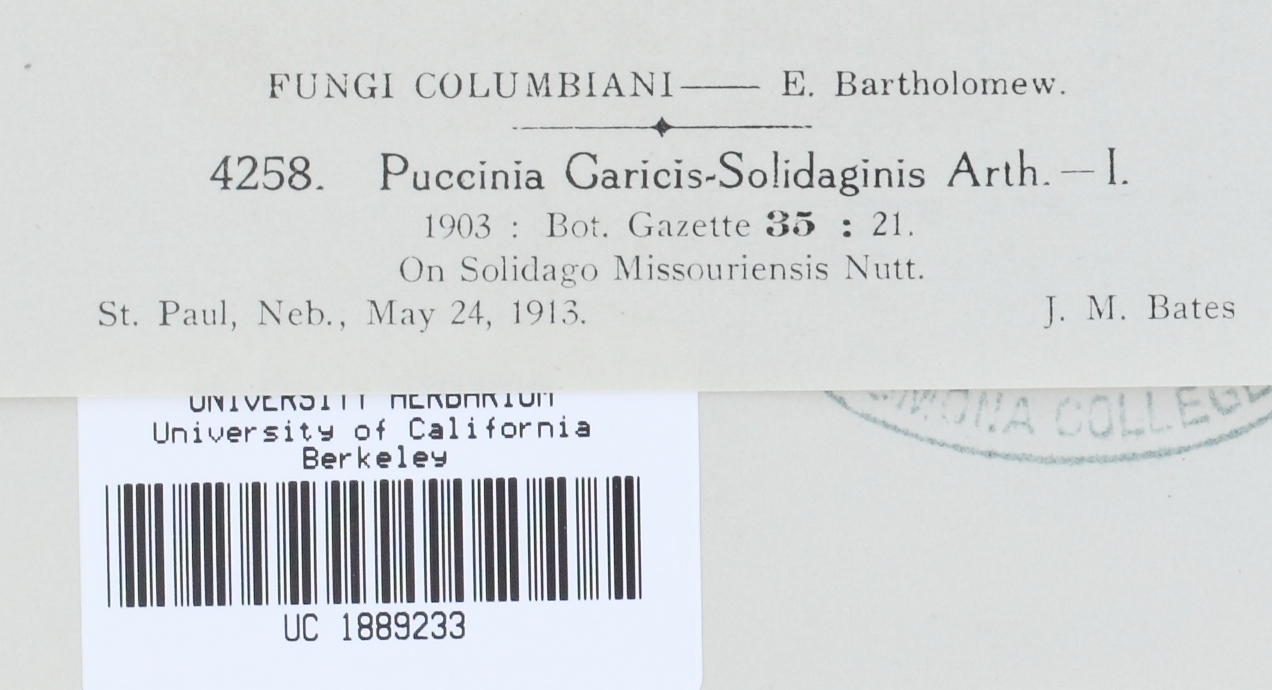 FUNGI COLUMBIANI—— E. Bartholomew.
4258. Puccinia Caricis-Solidaginis Arth. — I.
1903 : Bot. Gazette 35 : 21.
On Solidago Missouriensis Nutt.
St. Paul, Neb., May 24, 1913. J. M. Bates
UNIVERSITY HERBARIUM
University of California
Berkeley
UC 1889233
COLLEGE